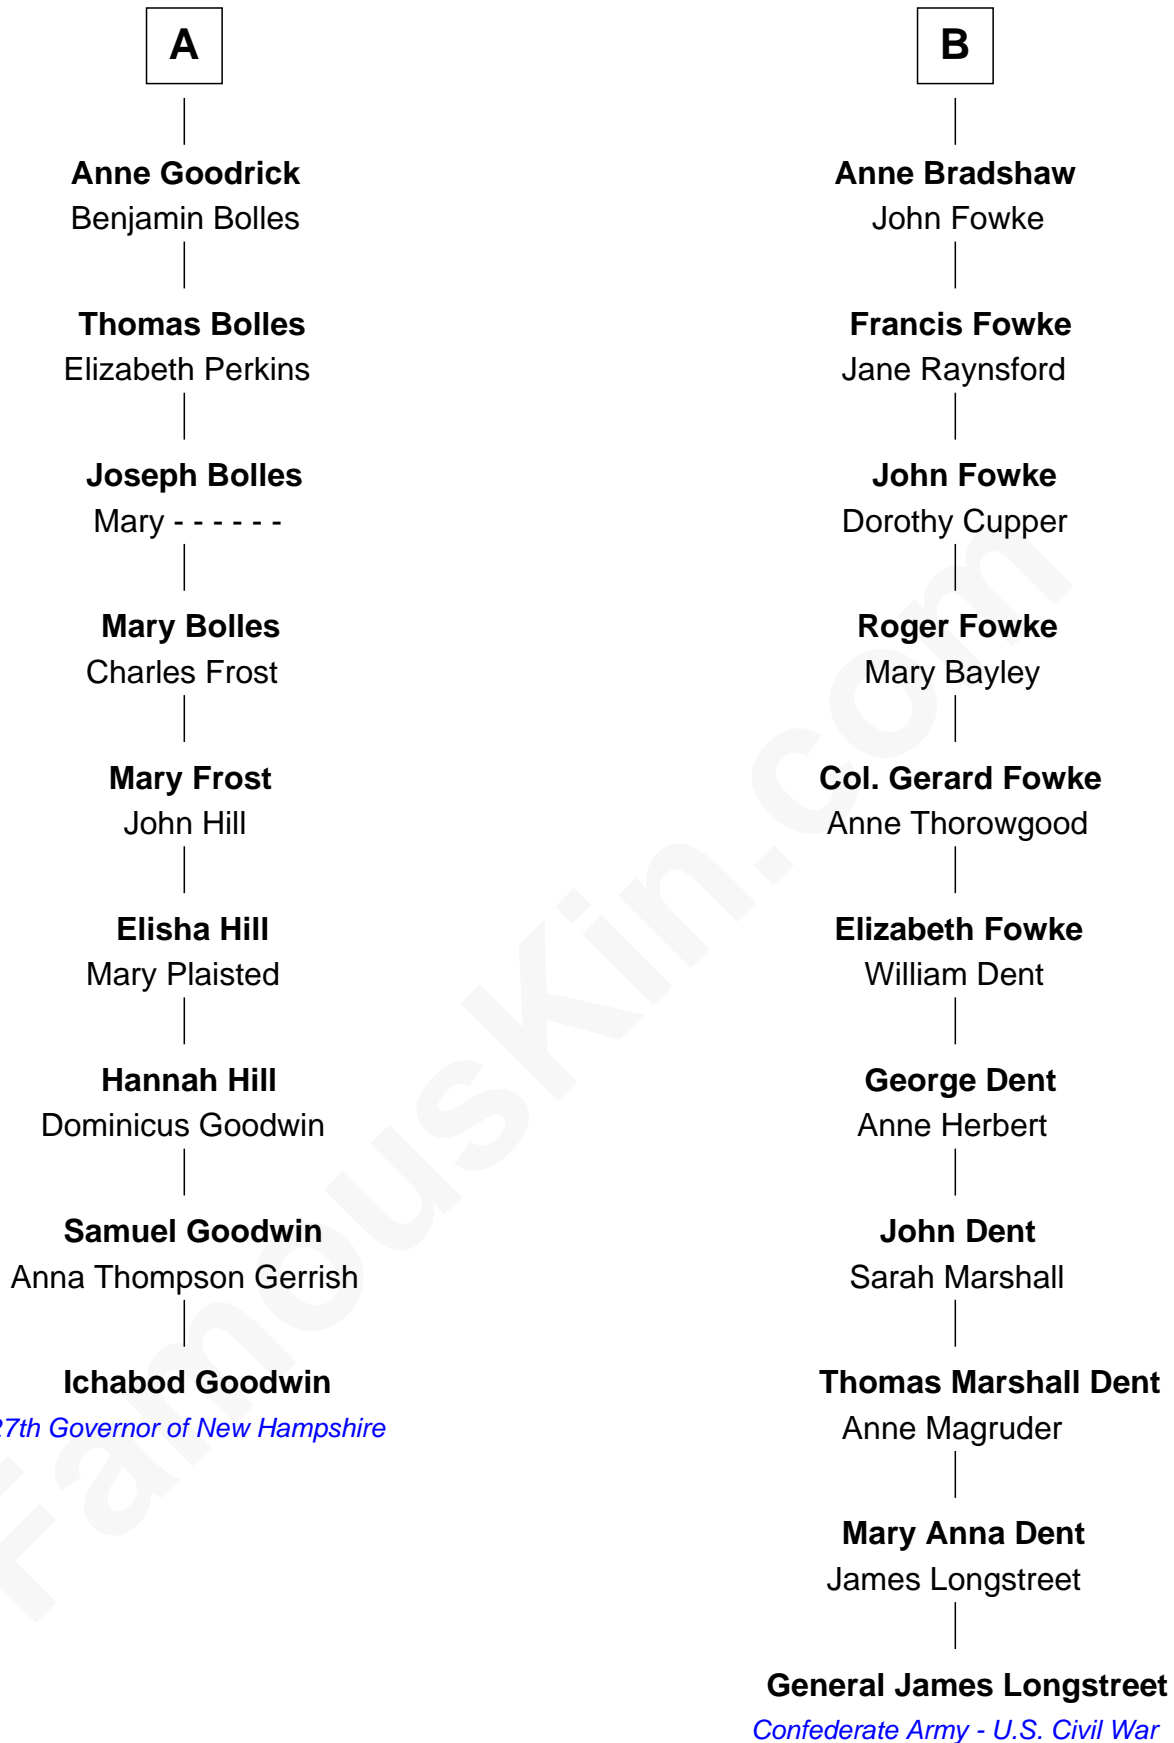 A
Anne Goodrick
Benjamin Bolles
Thomas Bolles
Elizabeth Perkins
Joseph Bolles
Mary - - - - - -
Mary Bolles
Charles Frost
Mary Frost
John Hill
Elisha Hill
Mary Plaisted
Hannah Hill
Dominicus Goodwin
Samuel Goodwin
Anna Thompson Gerrish
Ichabod Goodwin
27th Governor of New Hampshire
B
Anne Bradshaw
John Fowke
Francis Fowke
Jane Raynsford
John Fowke
Dorothy Cupper
Roger Fowke
Mary Bayley
Col. Gerard Fowke
Anne Thorowgood
Elizabeth Fowke
William Dent
George Dent
Anne Herbert
John Dent
Sarah Marshall
Thomas Marshall Dent
Anne Magruder
Mary Anna Dent
James Longstreet
General James Longstreet
Confederate Army - U.S. Civil War
FamousKin.com